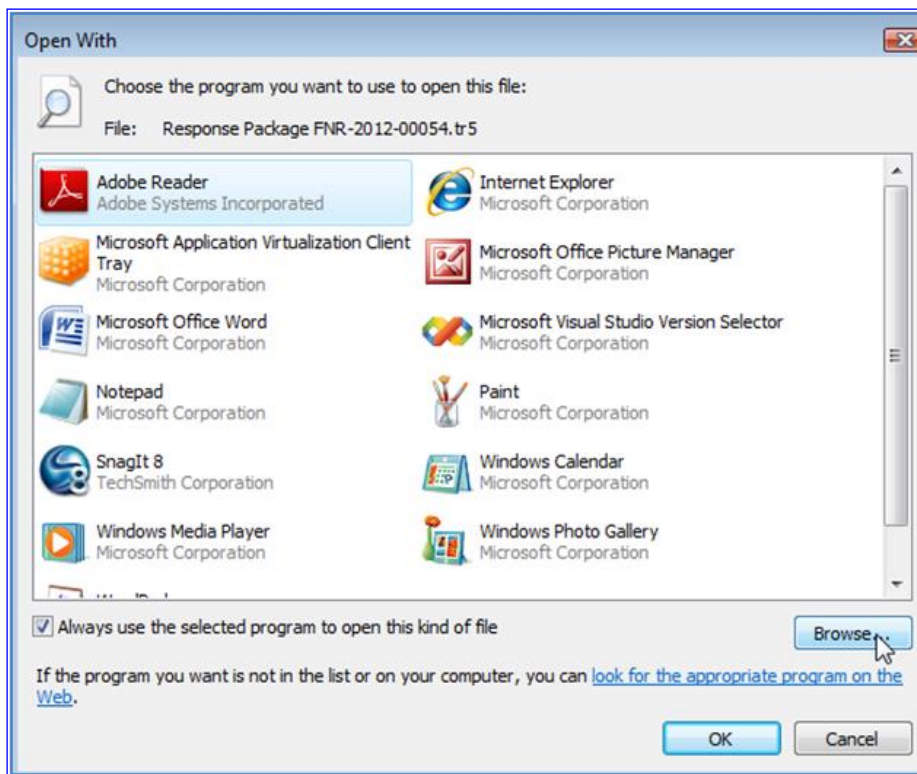 Open With
Choose the program you want to use to open this file:
File: Response Package FNR-2012-00054.tr5
Adobe Reader
Adobe Systems Incorporated
Internet Explorer
Microsoft Corporation
Microsoft Application Virtualization Client
Tray
Microsoft Corporation
Microsoft Office Picture Manager
Microsoft Corporation
Microsoft Office Word
Microsoft Corporation
Microsoft Visual Studio Version Selector
Microsoft Corporation
Notepad
Microsoft Corporation
Paint
Microsoft Corporation
SnagIt 8
TechSmith Corporation
Windows Calendar
Microsoft Corporation
Windows Media Player
Microsoft Corporation
Windows Photo Gallery
Microsoft Corporation
Always use the selected program to open this kind of file
Browse...
If the program you want is not in the list or on your computer, you can look for the appropriate program on the
Web.
OK
Cancel